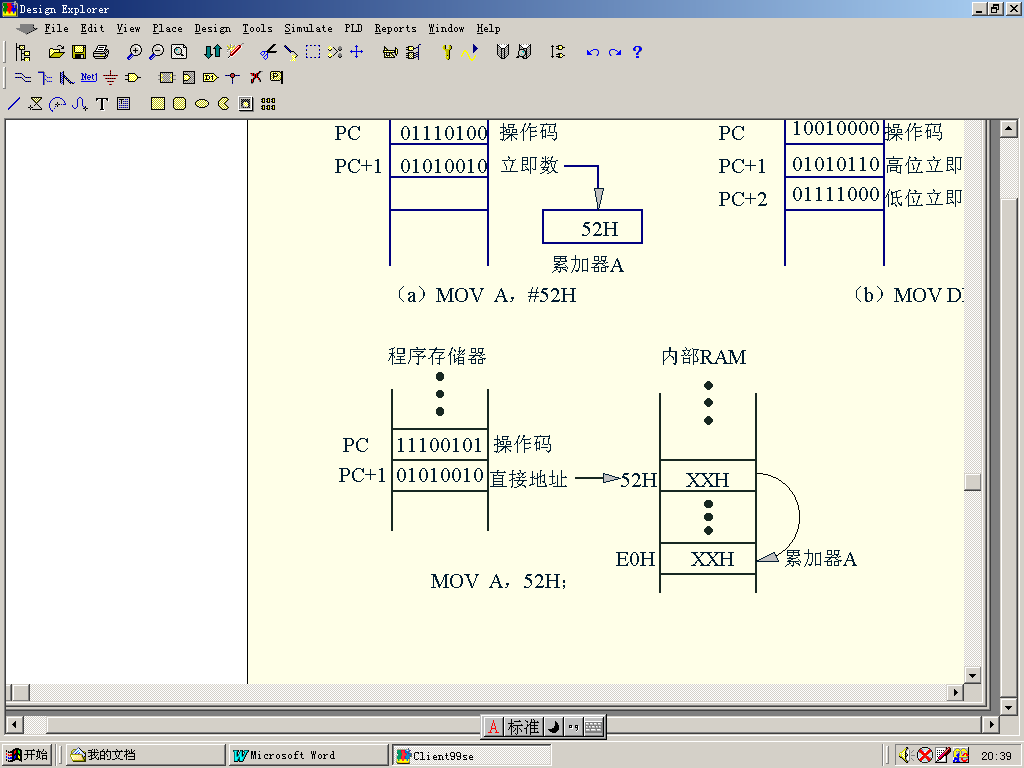 Design Explorer
File Edit View Place Design Tools Simulate PLD Reports Window Help
Net1
D1
T
PC 01110100 操作码
PC+1 01010010 立即数
52H
累加器A
（a）MOV A，#52H
PC 10010000 操作码
PC+1 01010110 高位立即
PC+2 01111000 低位立即
（b）MOV D
程序存储器
PC 11100101 操作码
PC+1 01010010 直接地址
MOV A，52H；
内部RAM
52H XXH
E0H XXH 累加器A
A 标准
开始 我的文档 Microsoft Word Client99se 20:39